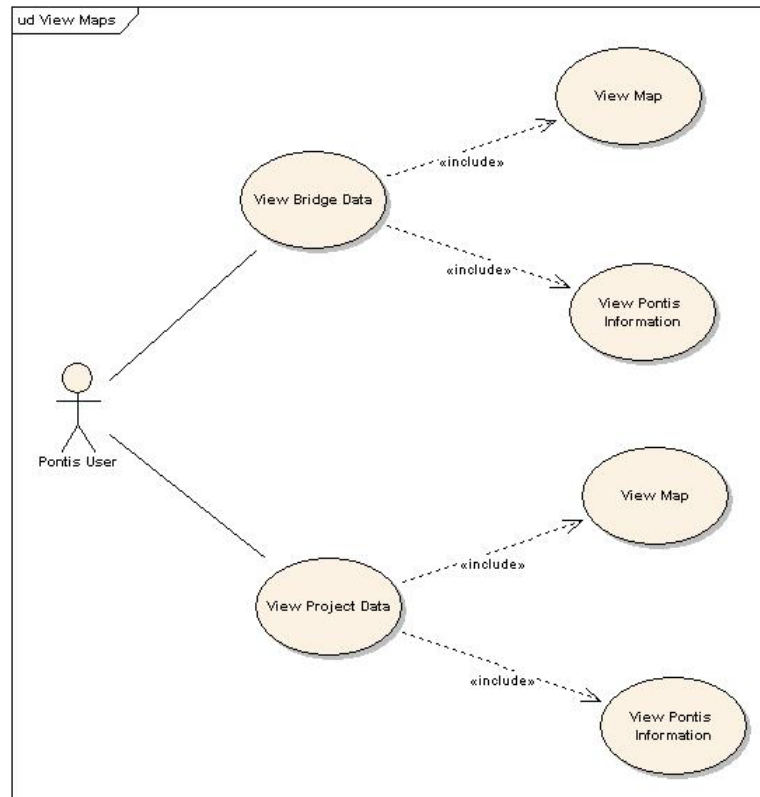 ud View Maps
View Map
«include»
View Bridge Data
«include»
View Pontis
Information
Pontis User
View Map
«include»
View Project Data
«include»
View Pontis
Information